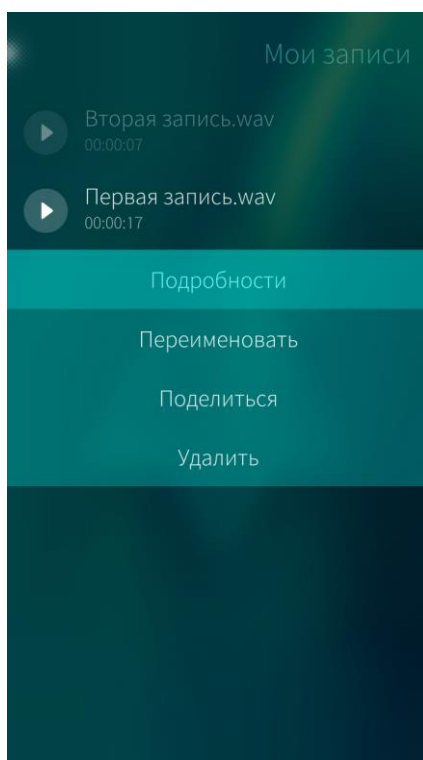 Мои записи
Вторая запись.wav
00:00:07
Первая запись.wav
00:00:17
Подробности
Переименовать
Поделиться
Удалить